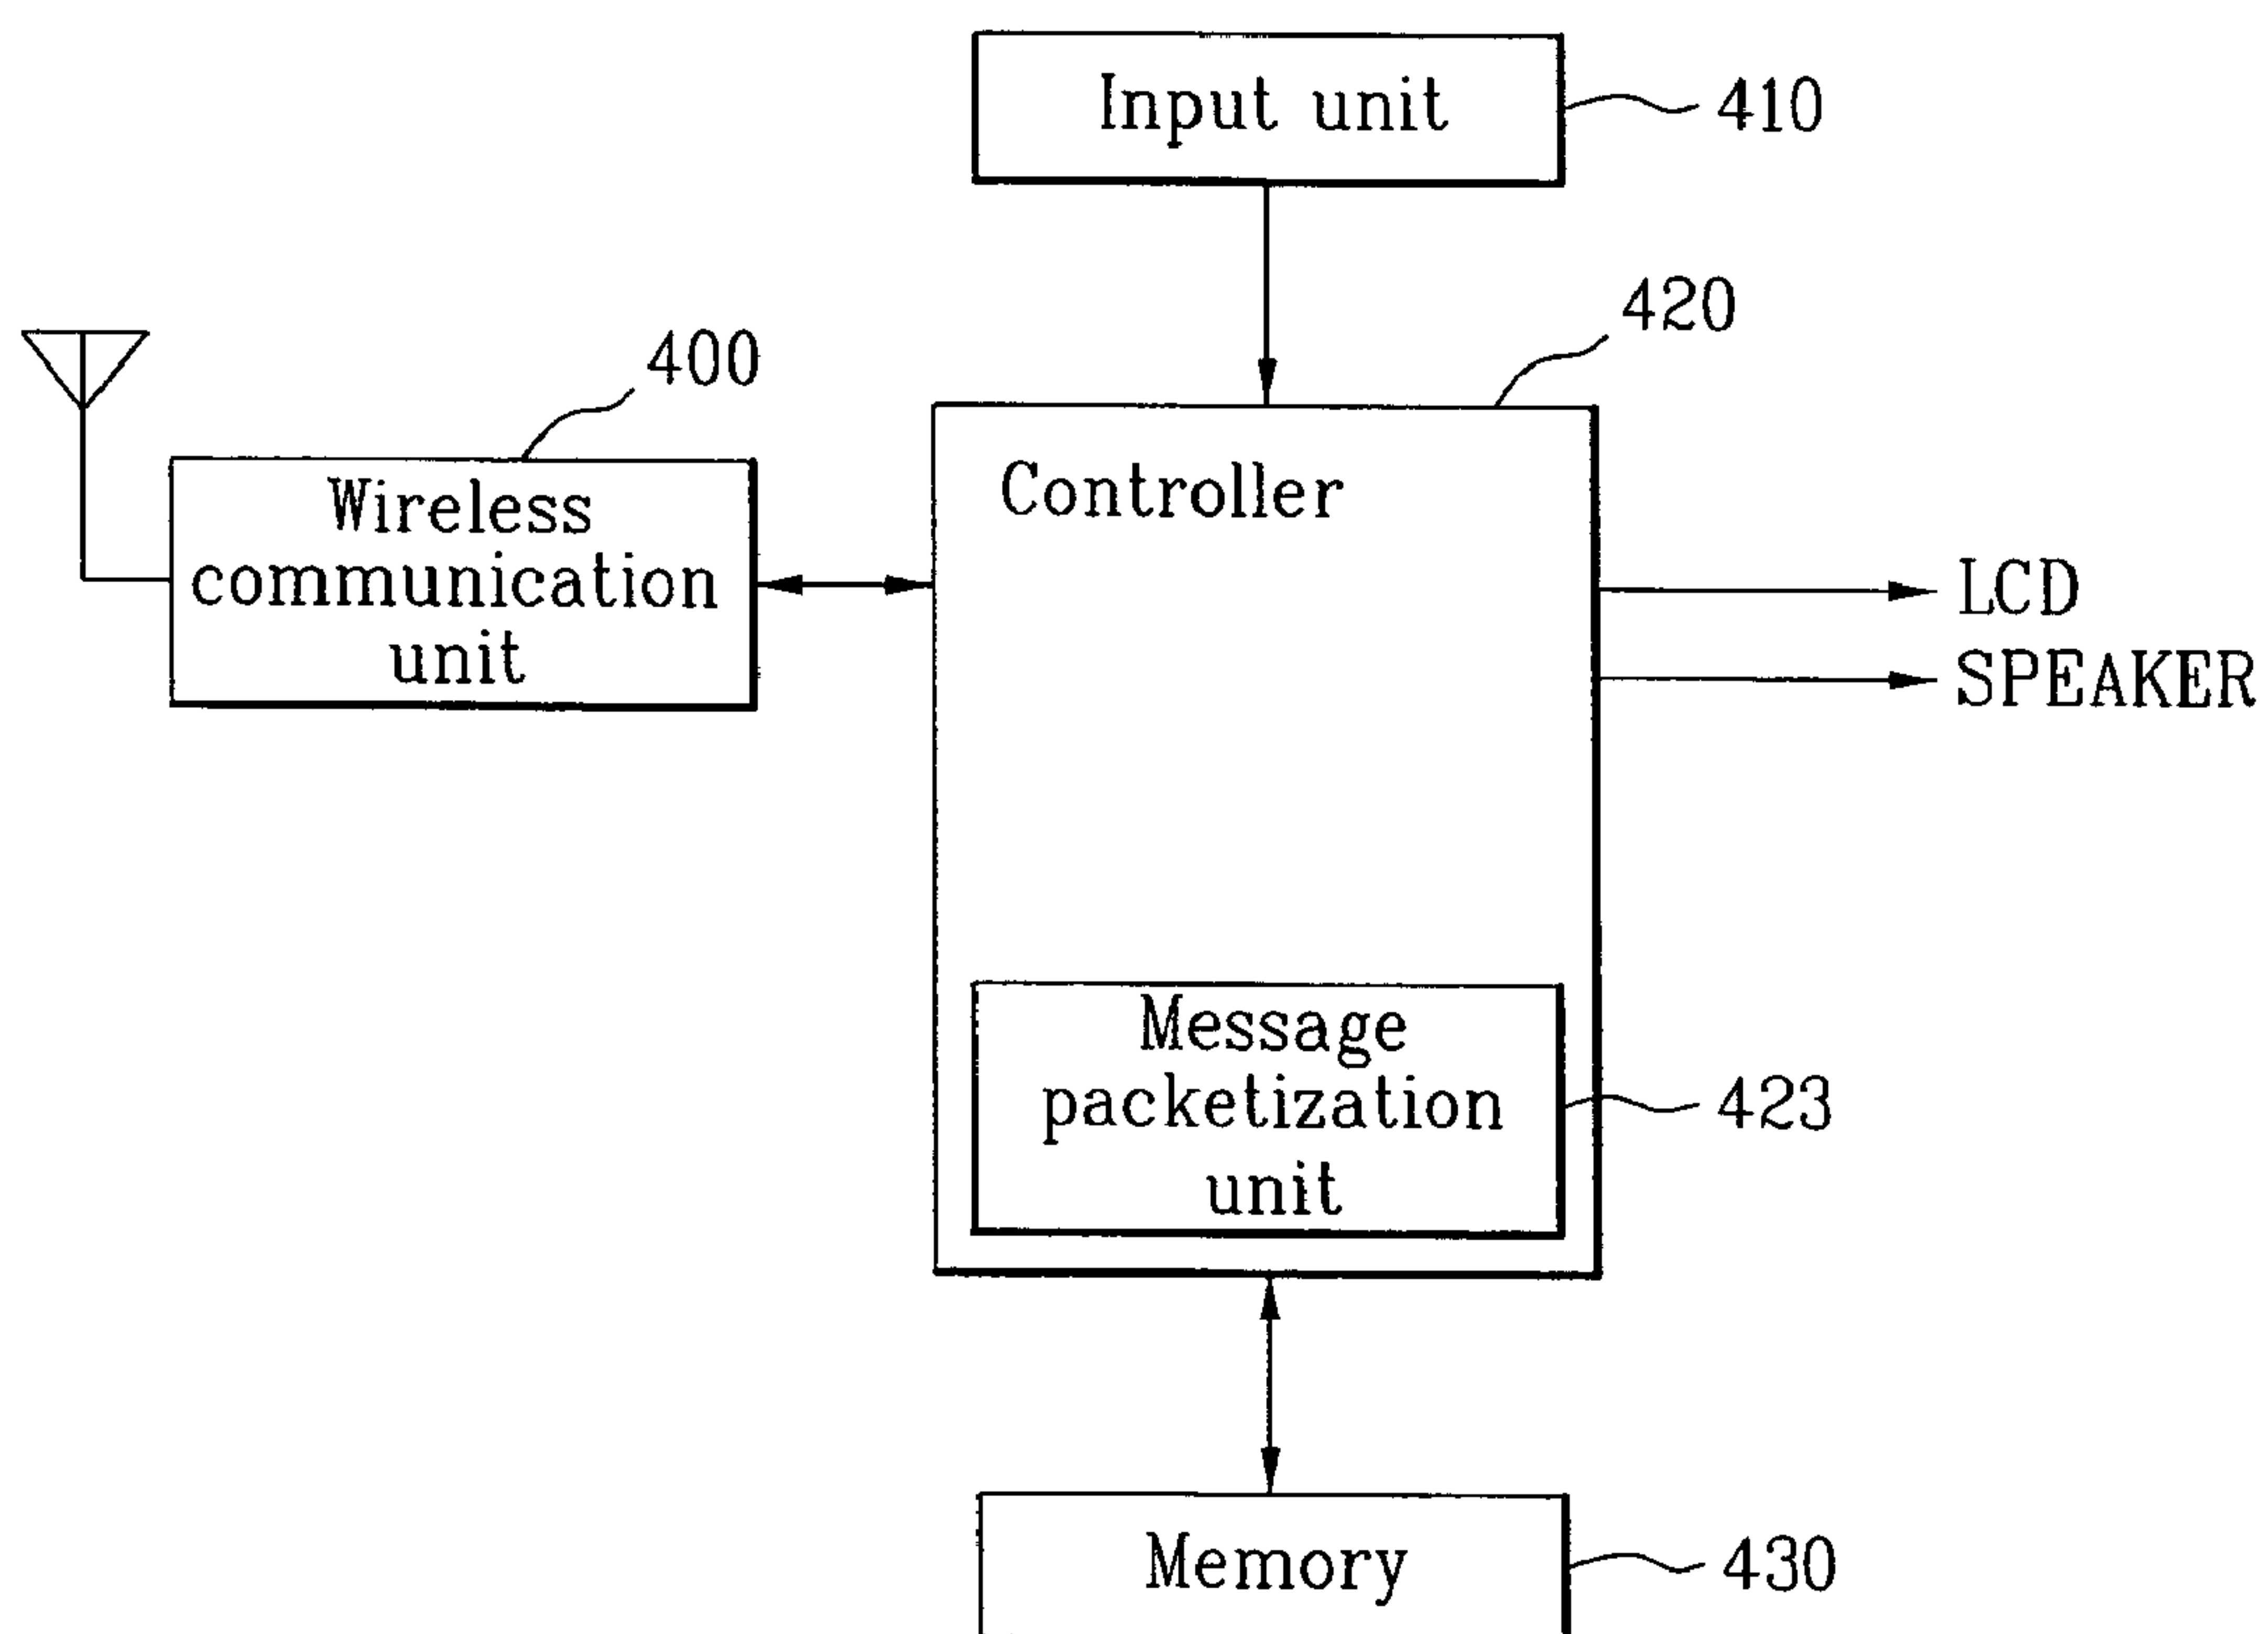 Input unit
410
420
400
Controller
Wireless
communication
unit
LCD
SPEAKER
Message
packetization
unit
423
Memory
430